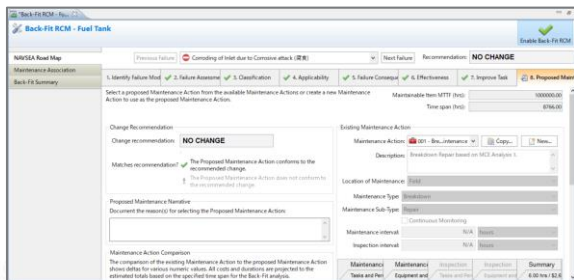 "Back-Fit RCM - Fu...
Back-Fit RCM - Fuel Tank
Enable Back-Fit RCM
NAVSEA Road Map
Maintenance Association
Back-Fit Summary
Previous Failure
Corroding of Inlet due to Corrosive attack (変更)
Next Failure
Recommendation:
NO CHANGE
1. Identify Failure Mod
2. Failure Assessme
3. Classification
4. Applicability
5. Failure Consequ
6. Effectiveness
7. Improve Task
8. Proposed Main
Select a proposed Maintenance Action from the available Maintenance Actions or create a new
Maintenance Action to use as the proposed Maintenance Action.
Maintainable Item MTTF (hrs):
1000000.00
Time span (hrs):
8766.00
Change Recommendation
Change recommendation:
NO CHANGE
Matches recommendation?
The Proposed Maintenance Action conforms to the
recommended change.
The Proposed Maintenance Action does not conform to
the recommended change.
Proposed Maintenance Narrative
Document the reason(s) for selecting the Proposed Maintenance Action:
Maintenance Action Comparison
The comparison of the existing Maintenance Action to the proposed Maintenance Action
shows deltas for various numeric values. All costs and durations are projected to the
estimated totals based on the specified time span for the Back-Fit analysis.
Existing Maintenance Action
Maintenance Action:
001 - Bre...intenance
Copy...
New...
Description:
Breakdown Repair based on MCE Analysis 1.
Location of Maintenance:
Field
Maintenance Type:
Breakdown
Maintenance Sub-Type:
Repair
Continuous Monitoring
Maintenance interval:
N/A
hours
Inspection interval:
N/A
hours
Maintenance
Maintenance
Inspection
Inspection
Summary
Tasks and Pers
Equipment and
Tasks and Pers
Equipment and